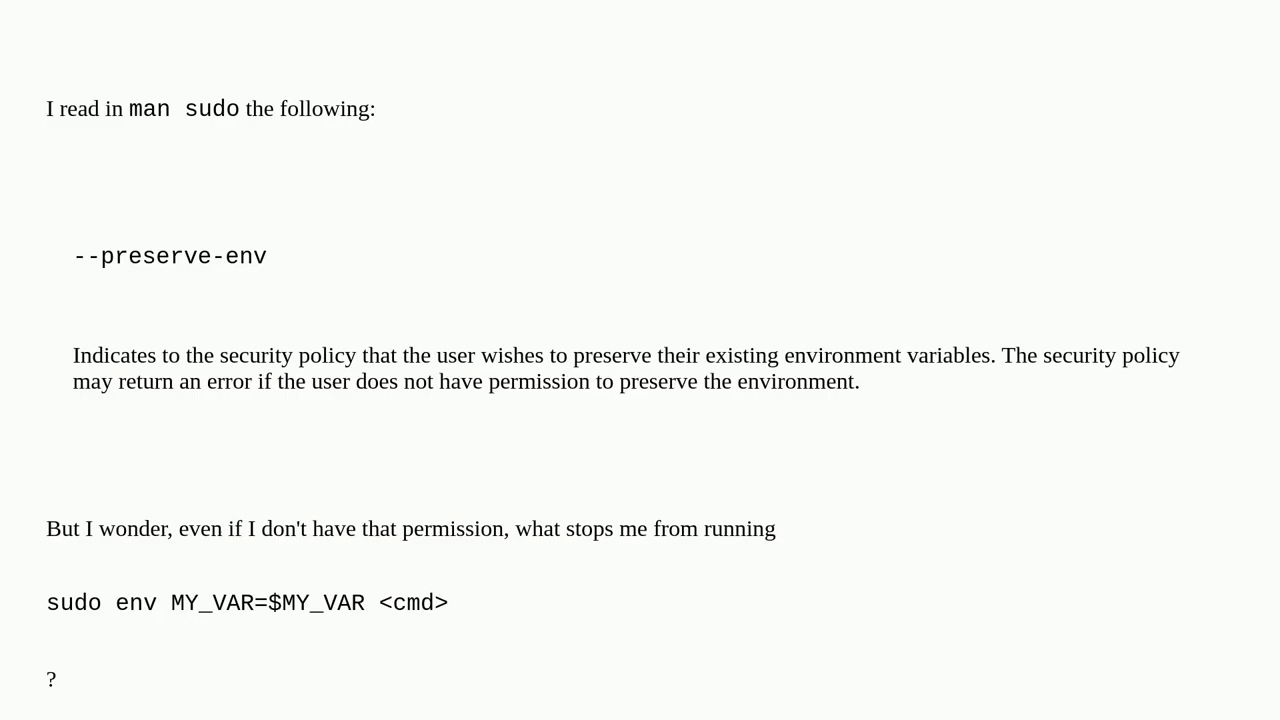 I read in man sudo the following:
--preserve-env
Indicates to the security policy that the user wishes to preserve their existing environment variables. The security policy
may return an error if the user does not have permission to preserve the environment.
But I wonder, even if I don't have that permission, what stops me from running
sudo env MY_VAR=$MY_VAR <cmd>
?